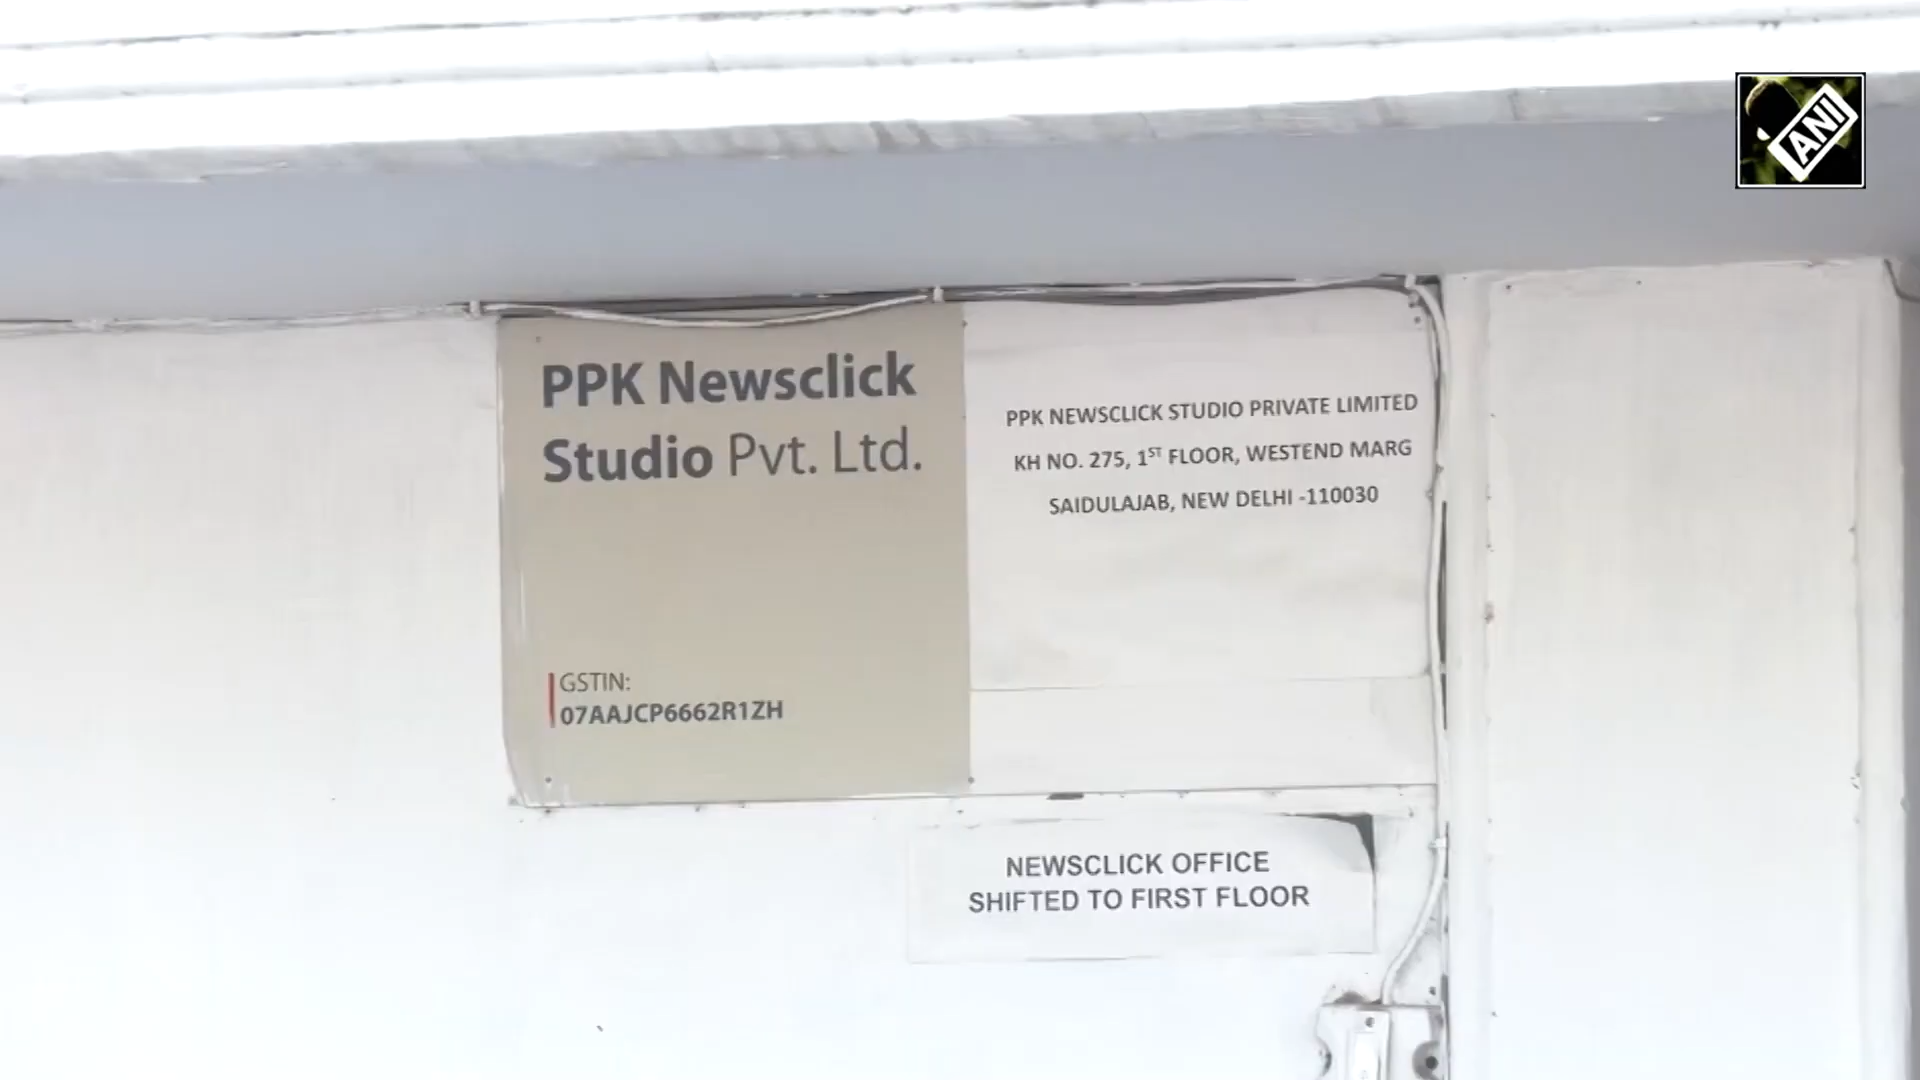 ANI
PPK Newsclick
Studio Pvt. Ltd.
GSTIN:
07AAJCP6662R1ZH
PPK NEWSCLICK STUDIO PRIVATE LIMITED
KH NO. 275, 1ST FLOOR, WESTEND MARG
SAIDULAJAB, NEW DELHI -110030
NEWSCLICK OFFICE
SHIFTED TO FIRST FLOOR